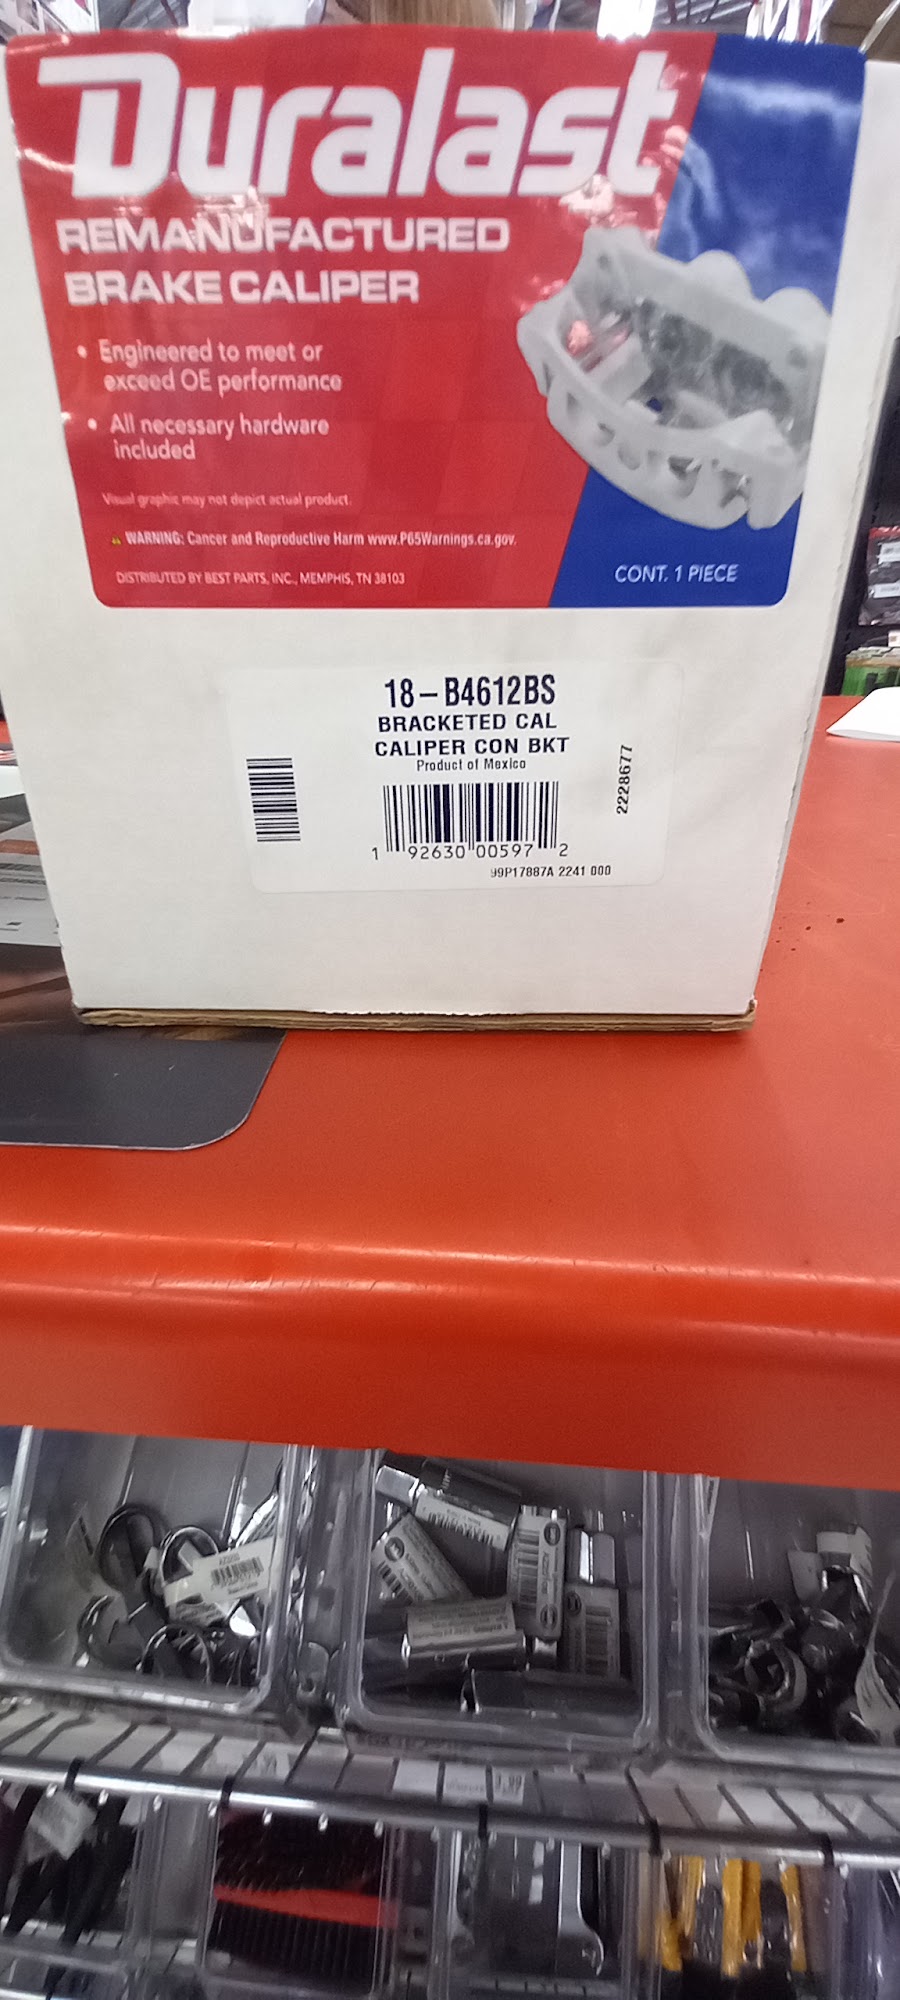 Duralast
REMANUFACTURED
BRAKE CALIPER
• Engineered to meet or
exceed OE performance
• All necessary hardware
included
Visual graphic may not depict actual product.
WARNING: Cancer and Reproductive Harm www.P65Warnings.ca.gov.
DISTRIBUTED BY BEST PARTS, INC., MEMPHIS, TN 38103
CONT. 1 PIECE
18-B4612BS
BRACKETED CAL
CALIPER CON BKT
Product of Mexico
2228677
1 92630 00597 2
99P17887A 2241 000